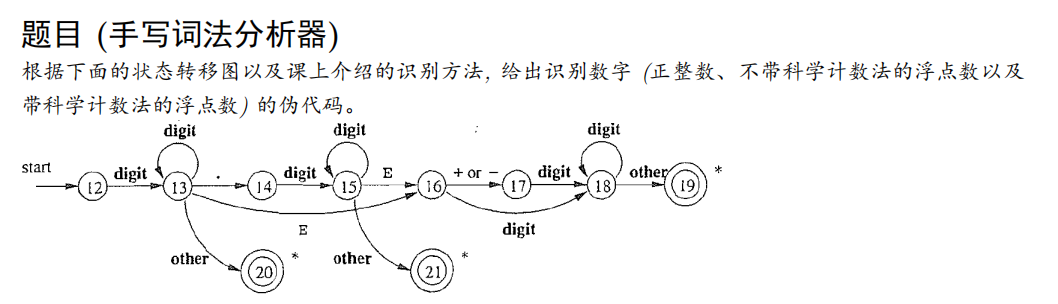 题目 (手写词法分析器)
根据下面的状态转移图以及课上介绍的识别方法, 给出识别数字 (正整数、不带科学计数法的浮点数以及
带科学计数法的浮点数) 的伪代码。
digit digit digit
start 12 digit 13 . 14 digit 15 E 16 + or − 17 digit 18 other 19 *
E digit
other 20 * other 21 *